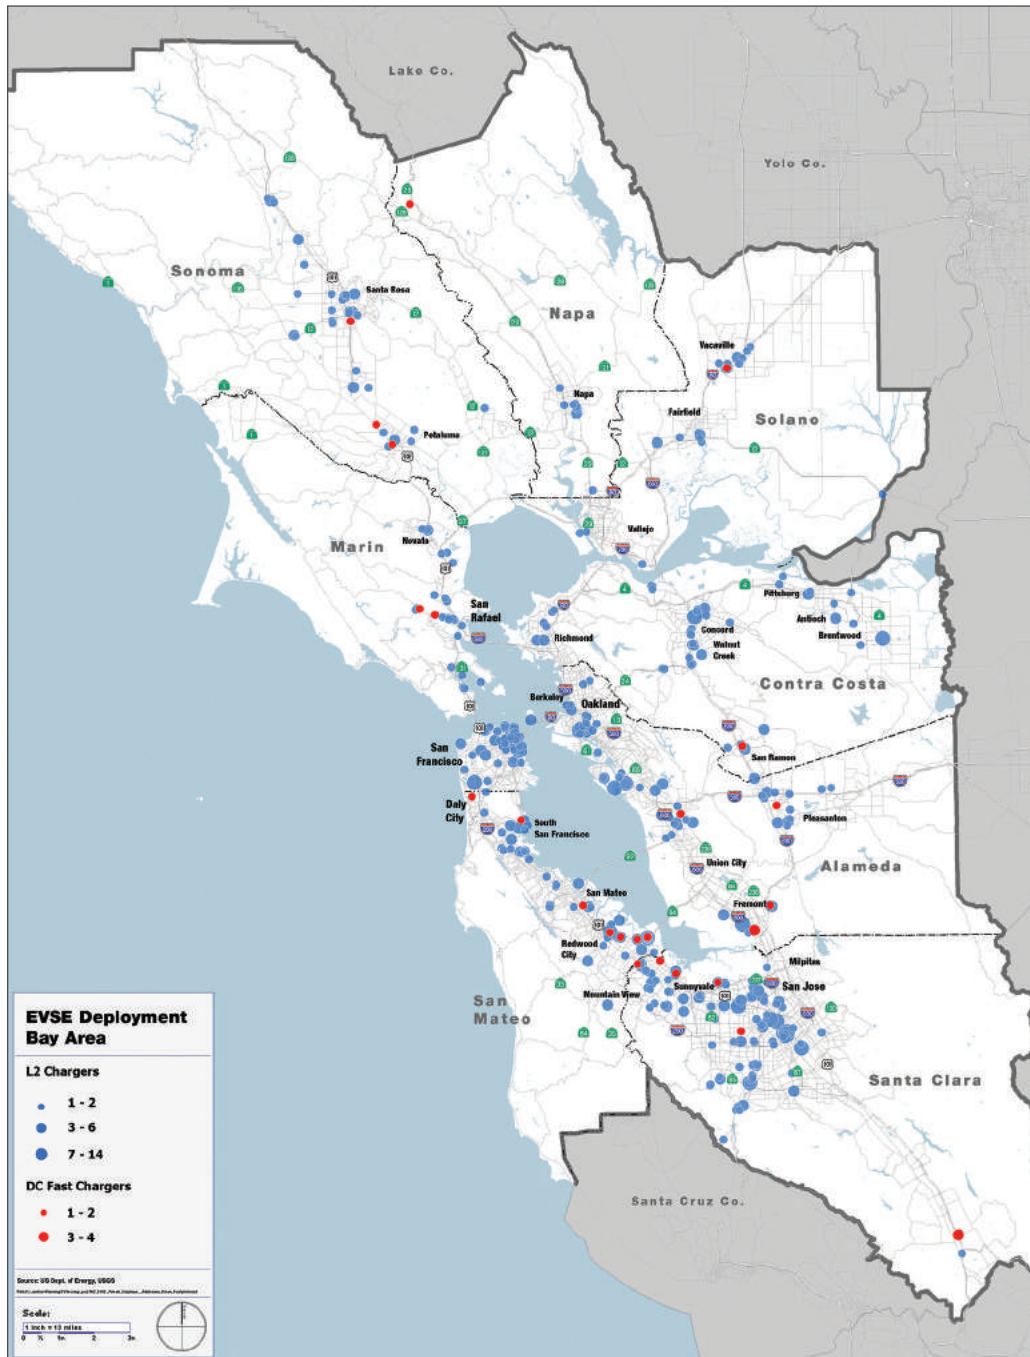 Lake Co.
Yolo Co.
Sonoma
Santa Rosa
Napa
Vacaville
Napa
Fairfield
Solano
Petaluma
Vallejo
Novato
Marin
San
Rafael
Pittsburg
Antioch
Brentwood
Richmond
Concord
Walnut
Creek
Contra Costa
Berkeley
Oakland
San
Francisco
San Ramon
Daly
City
South
San Francisco
Pleasanton
Union City
Alameda
San Mateo
Fremont
Redwood
City
Milpitas
Sunnyvale
San Jose
Mountain View
San
Mateo
Santa Clara
Santa Cruz Co.
EVSE Deployment
Bay Area
L2 Chargers
1 - 2
3 - 6
7 - 14
DC Fast Chargers
1 - 2
3 - 4
Source: US Dept. of Energy, USGS
Scale:
1 inch = 13 miles